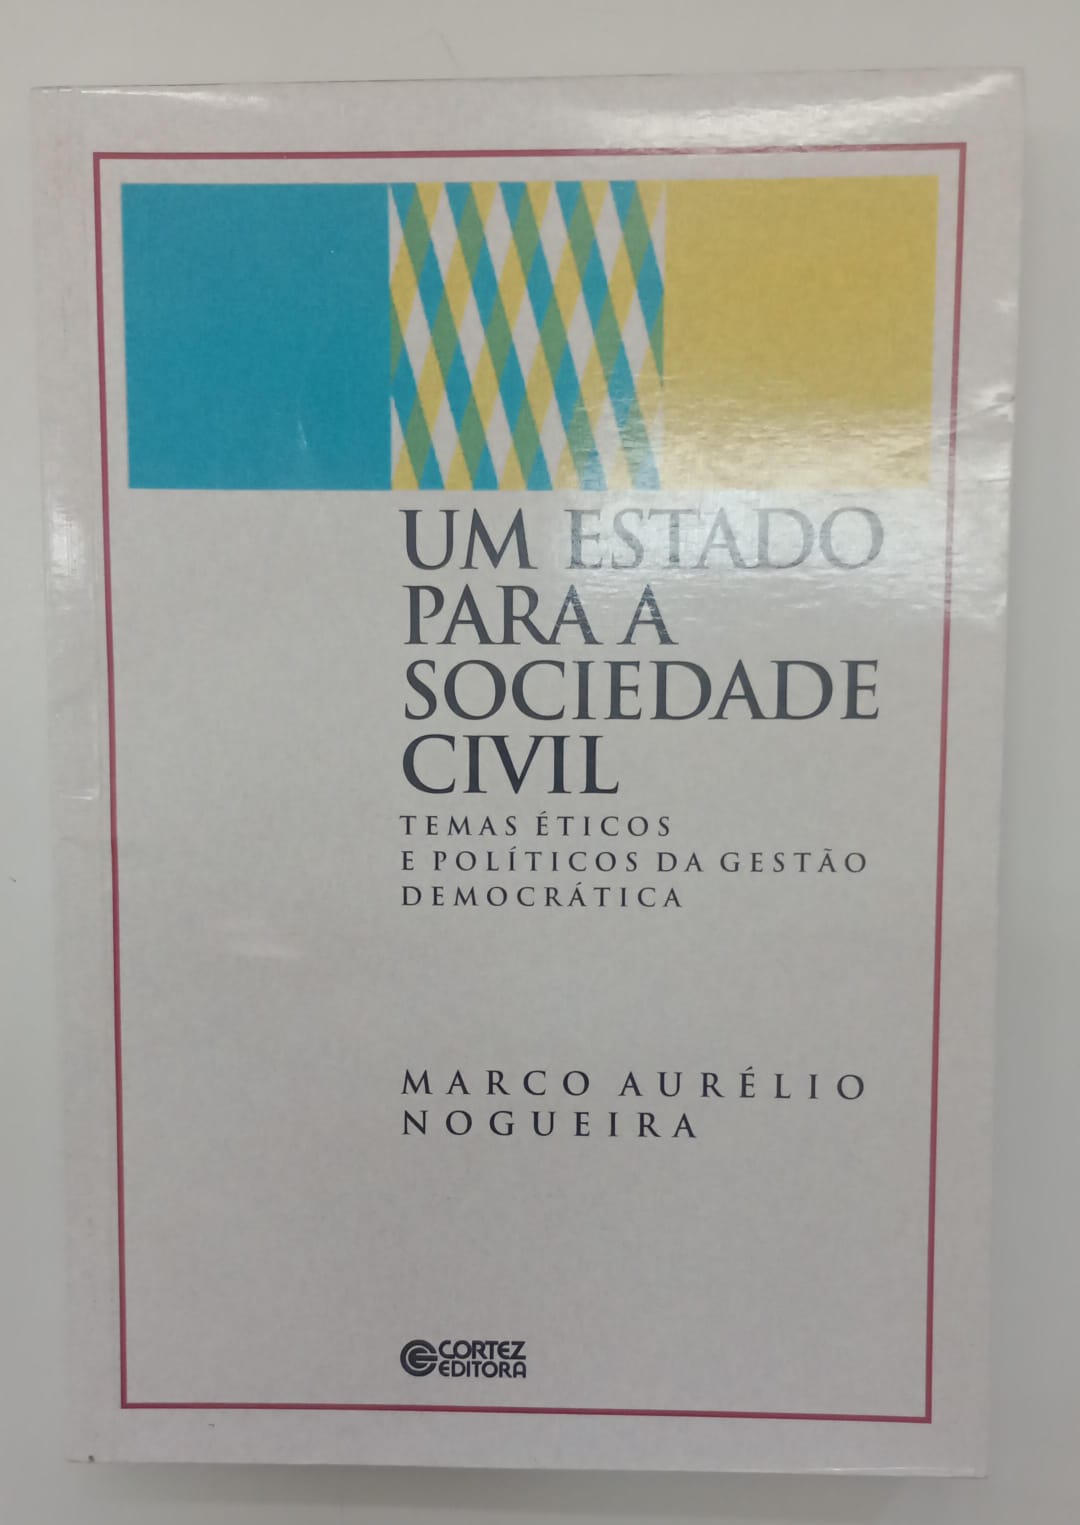 UM ESTADO
PARA A
SOCIEDADE
CIVIL
TEMAS ÉTICOS
E POLÍTICOS DA GESTÃO
DEMOCRÁTICA
MARCO AURÉLIO
NOGUEIRA
CORTEZ
EDITORA